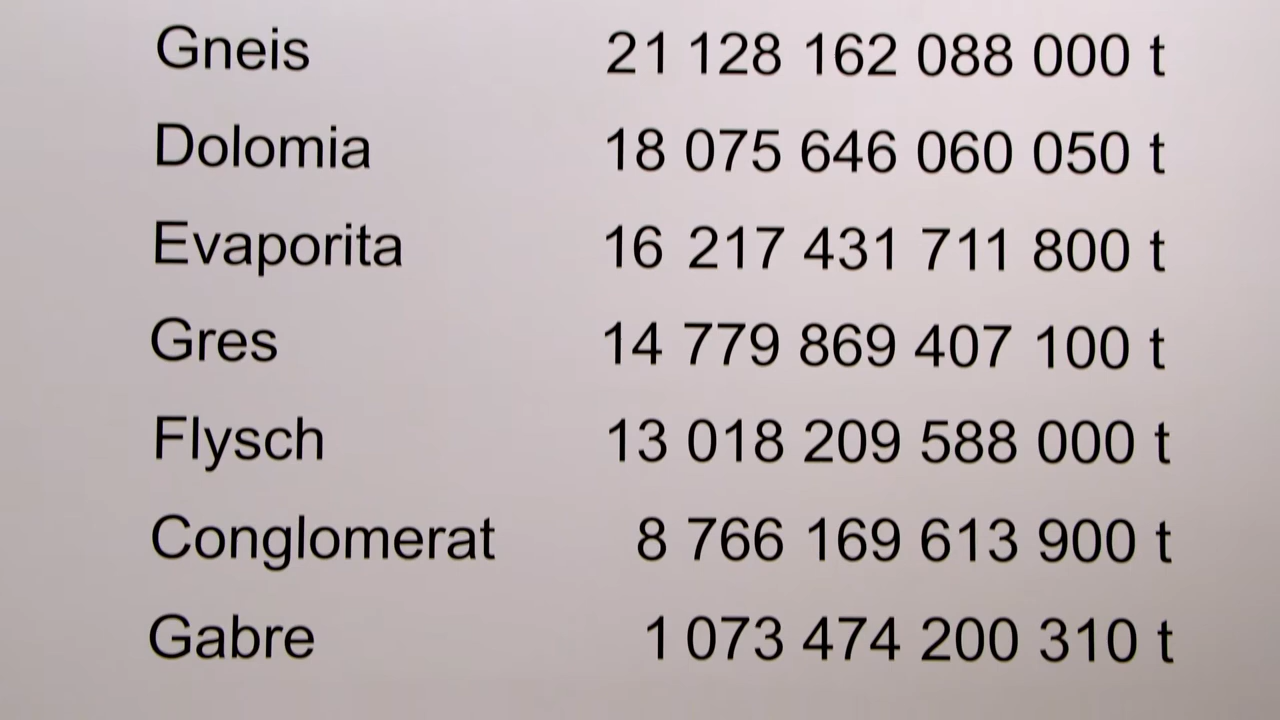 Gneis 21 128 162 088 000 t
Dolomia 18 075 646 060 050 t
Evaporita 16 217 431 711 800 t
Gres 14 779 869 407 100 t
Flysch 13 018 209 588 000 t
Conglomerat 8 766 169 613 900 t
Gabre 1 073 474 200 310 t